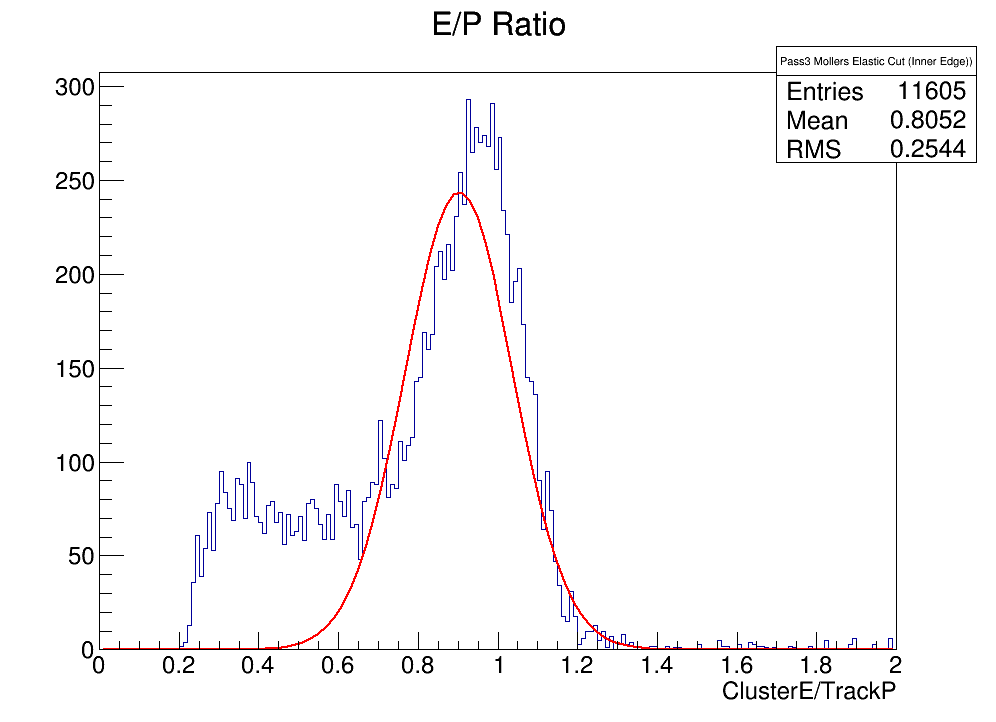 E/P Ratio
Pass3 Mollers Elastic Cut (Inner Edge))
Entries 11605
Mean 0.8052
RMS 0.2544
300
250
200
150
100
50
0
0 0.2 0.4 0.6 0.8 1 1.2 1.4 1.6 1.8 2
ClusterE/TrackP